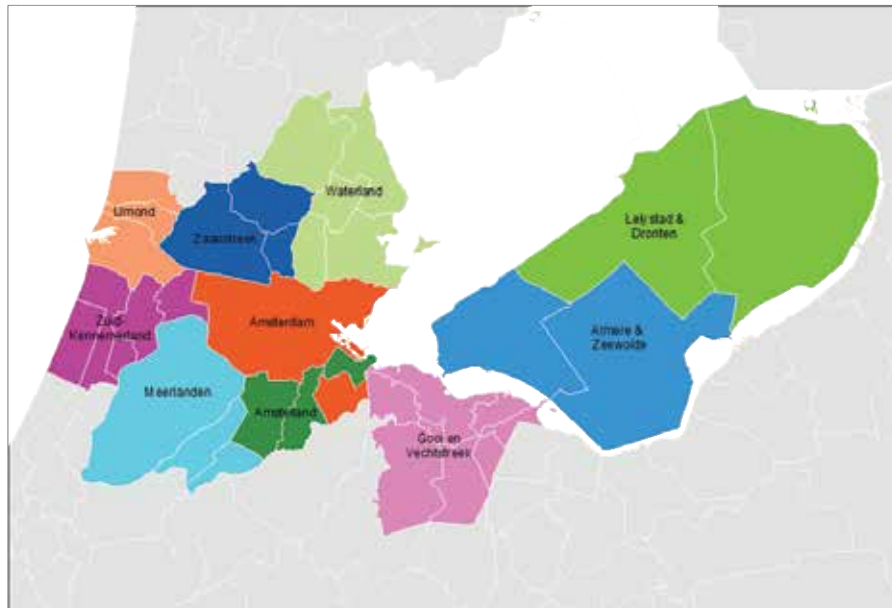 Waterland
IJmond
Zaanstreek
Lelystad &
Dronten
Zuid-
Kennemerland
Amsterdam
Almere &
Zeewolde
Meerlanden
Amstelland
Gooi en
Vechtstreek